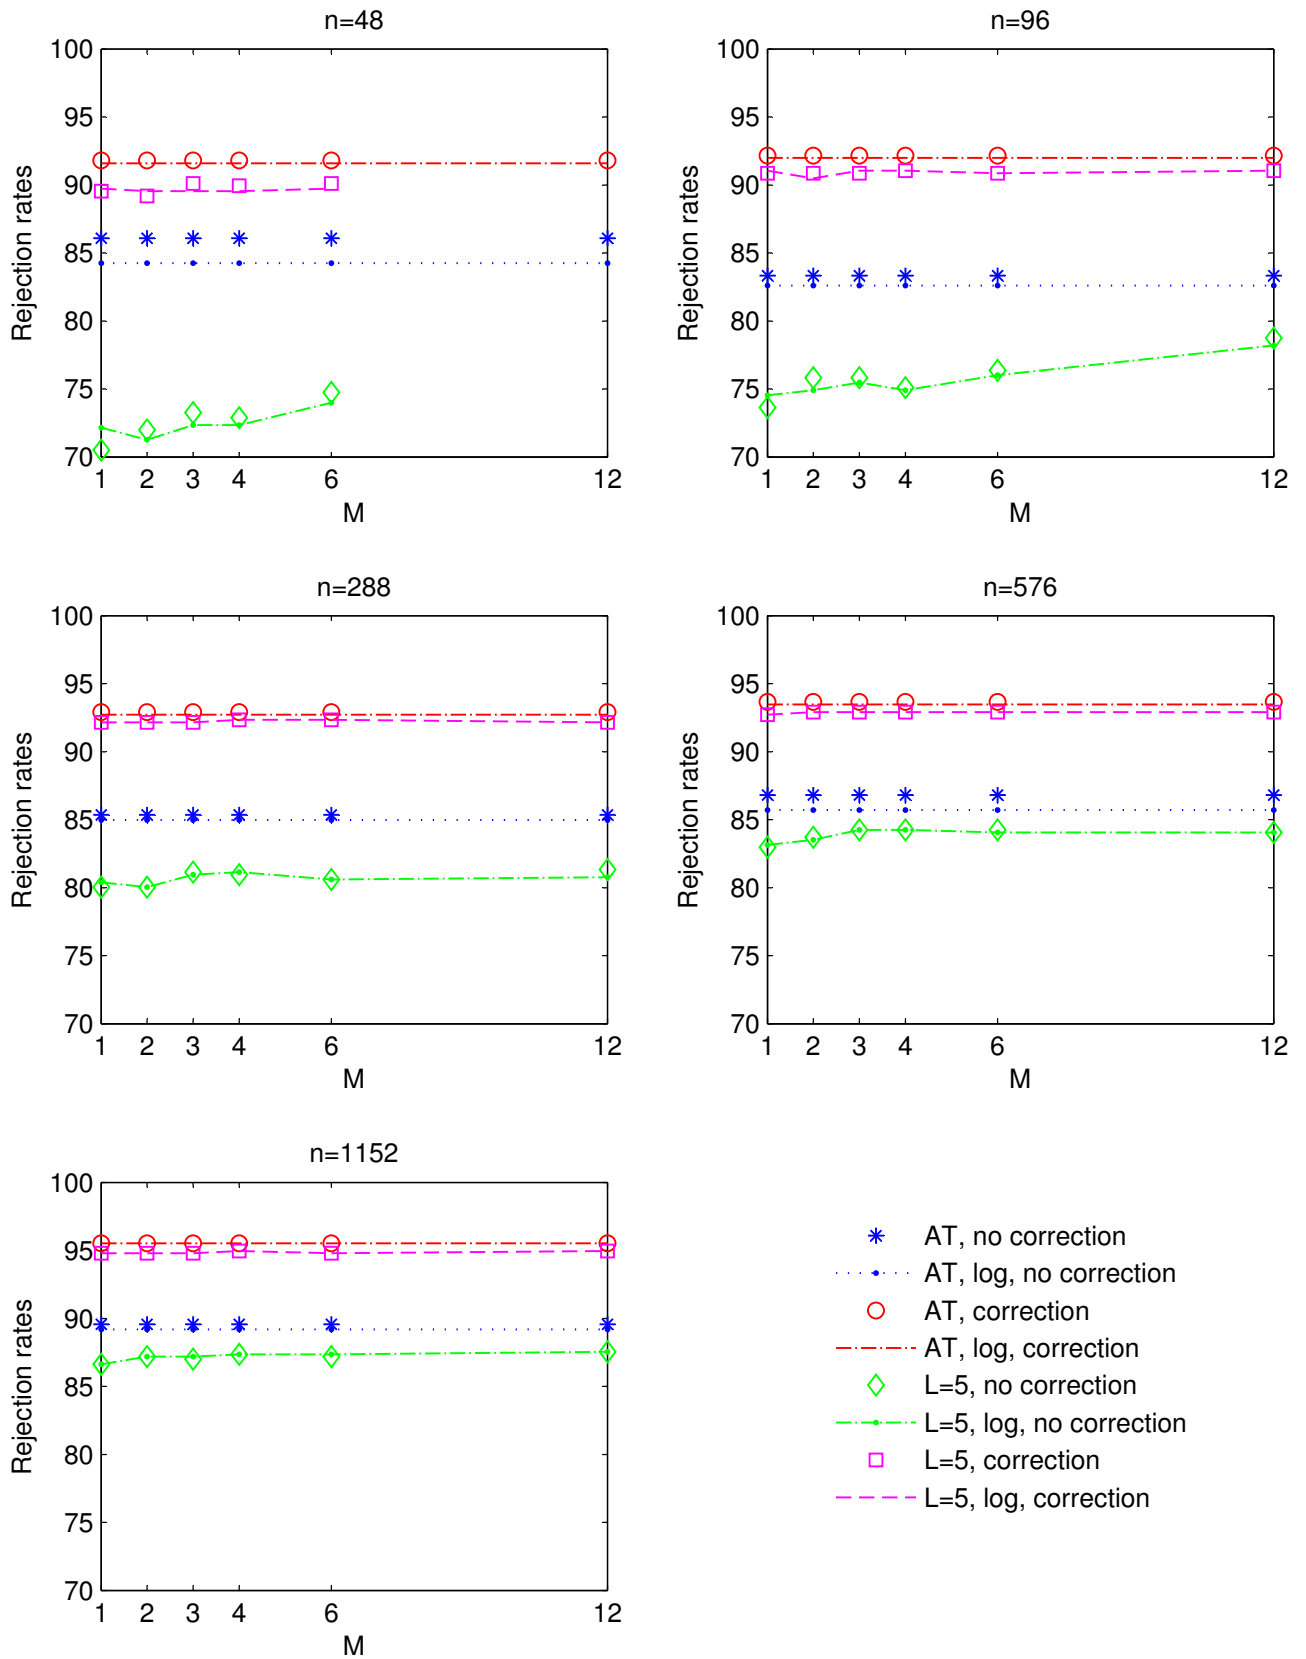 n=48
100
95
90
85
80
75
70
Rejection rates
1 2 3 4 6 12
M
n=96
100
95
90
85
80
75
70
Rejection rates
1 2 3 4 6 12
M
n=288
100
95
90
85
80
75
70
Rejection rates
1 2 3 4 6 12
M
n=576
100
95
90
85
80
75
70
Rejection rates
1 2 3 4 6 12
M
n=1152
100
95
90
85
80
75
70
Rejection rates
1 2 3 4 6 12
M
AT, no correction
AT, log, no correction
AT, correction
AT, log, correction
L=5, no correction
L=5, log, no correction
L=5, correction
L=5, log, correction